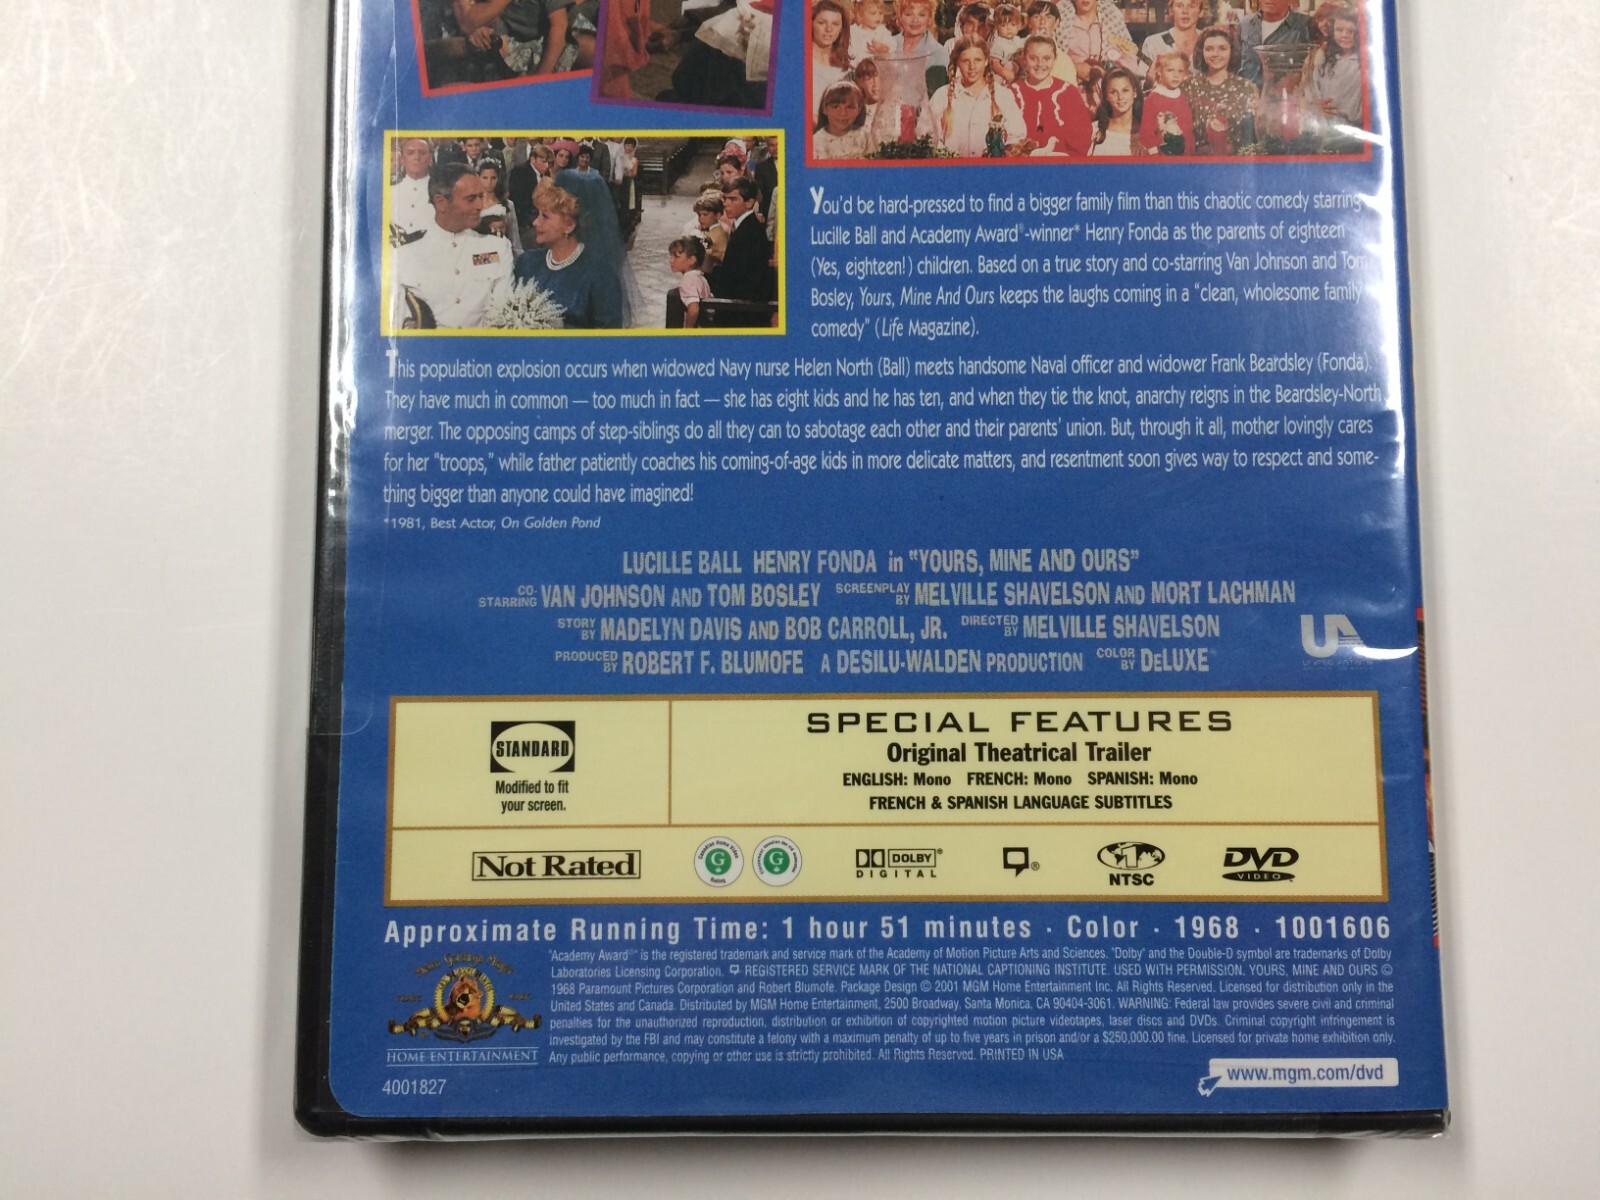 You'd be hard-pressed to find a bigger family film than this chaotic comedy starring
Lucille Ball and Academy Award®-winner* Henry Fonda as the parents of eighteen
(Yes, eighteen!) children. Based on a true story and co-starring Van Johnson and Tom
Bosley, Yours, Mine And Ours keeps the laughs coming in a "clean, wholesome family
comedy" (Life Magazine).
This population explosion occurs when widowed Navy nurse Helen North (Ball) meets handsome Naval officer and widower Frank Beardsley (Fonda).
They have much in common — too much in fact — she has eight kids and he has ten, and when they tie the knot, anarchy reigns in the Beardsley-North
merger. The opposing camps of step-siblings do all they can to sabotage each other and their parents' union. But, through it all, mother lovingly cares
for her "troops," while father patiently coaches his coming-of-age kids in more delicate matters, and resentment soon gives way to respect and some-
thing bigger than anyone could have imagined!
*1981, Best Actor, On Golden Pond
LUCILLE BALL HENRY FONDA in "YOURS, MINE AND OURS"
CO-STARRING VAN JOHNSON AND TOM BOSLEY SCREENPLAY BY MELVILLE SHAVELSON AND MORT LACHMAN
STORY BY MADELYN DAVIS AND BOB CARROLL, JR. DIRECTED BY MELVILLE SHAVELSON
PRODUCED BY ROBERT F. BLUMOFE A DESILU-WALDEN PRODUCTION COLOR BY DELUXE
UA
STANDARD
Modified to fit
your screen.
SPECIAL FEATURES
Original Theatrical Trailer
ENGLISH: Mono FRENCH: Mono SPANISH: Mono
FRENCH & SPANISH LANGUAGE SUBTITLES
Not Rated
Canadian Home Video
G
G
DOLBY®
DIGITAL
®
1
NTSC
DVD
VIDEO
Approximate Running Time: 1 hour 51 minutes · Color · 1968 · 1001606
"Academy Award®" is the registered trademark and service mark of the Academy of Motion Picture Arts and Sciences. "Dolby" and the Double-D symbol are trademarks of Dolby
Laboratories Licensing Corporation. REGISTERED SERVICE MARK OF THE NATIONAL CAPTIONING INSTITUTE. USED WITH PERMISSION. YOURS, MINE AND OURS ©
1968 Paramount Pictures Corporation and Robert Blumofe. Package Design © 2001 MGM Home Entertainment Inc. All Rights Reserved. Licensed for distribution only in the
United States and Canada. Distributed by MGM Home Entertainment, 2500 Broadway, Santa Monica, CA 90404-3061. WARNING: Federal law provides severe civil and criminal
penalties for the unauthorized reproduction, distribution or exhibition of copyrighted motion picture videotapes, laser discs and DVDs. Criminal copyright infringement is
investigated by the FBI and may constitute a felony with a maximum penalty of up to five years in prison and/or a $250,000.00 fine. Licensed for private home exhibition only.
Any public performance, copying or other use is strictly prohibited. All Rights Reserved. PRINTED IN USA
HOME ENTERTAINMENT
4001827
www.mgm.com/dvd